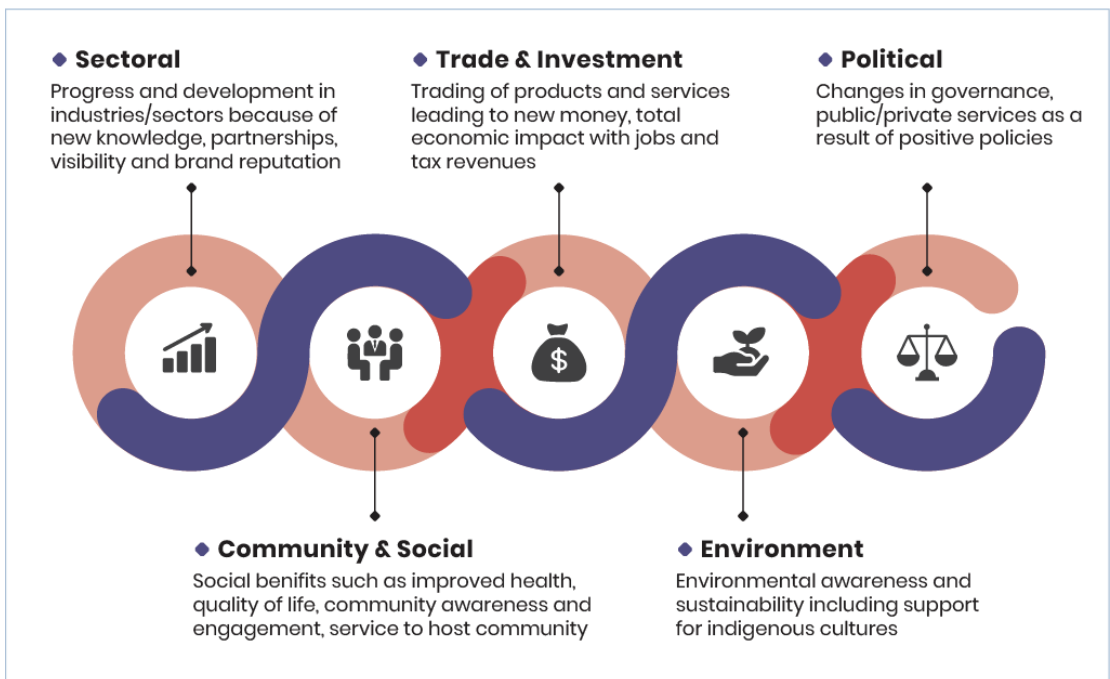 Sectoral
Progress and development in
industries/sectors because of
new knowledge, partnerships,
visibility and brand reputation
Trade & Investment
Trading of products and services
leading to new money, total
economic impact with jobs and
tax revenues
Political
Changes in governance,
public/private services as a
result of positive policies
$
Community & Social
Social benifits such as improved health,
quality of life, community awareness and
engagement, service to host community
Environment
Environmental awareness and
sustainability including support
for indigenous cultures